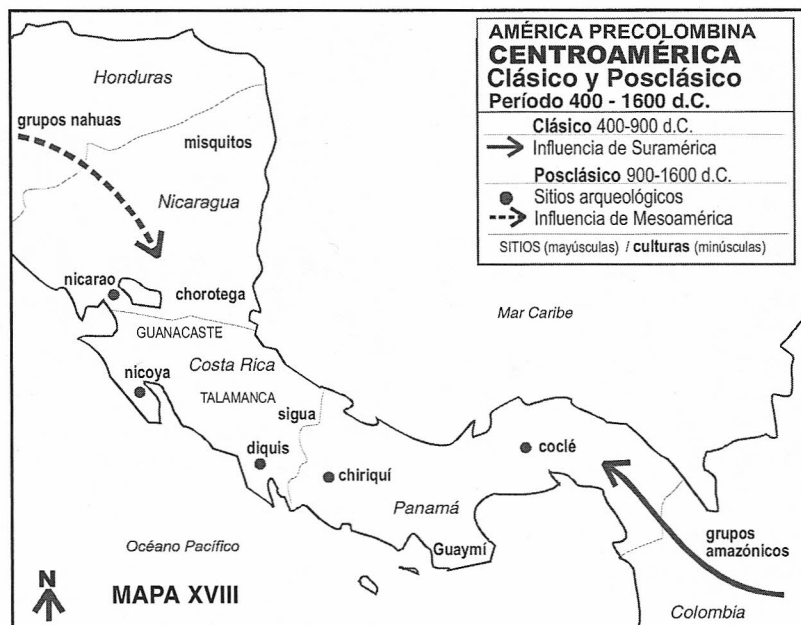 AMÉRICA PRECOLOMBINA
CENTROAMÉRICA
Clásico y Posclásico
Período 400 - 1600 d.C.
Clásico 400-900 d.C.
Influencia de Suramérica
Posclásico 900-1600 d.C.
Sitios arqueológicos
Influencia de Mesoamérica
SITIOS (mayúsculas) / culturas (minúsculas)
Honduras
grupos nahuas
misquitos
Nicaragua
nicarao
chorotega
Mar Caribe
GUANACASTE
Costa Rica
nicoya
TALAMANCA
sigua
diquis
chiriquí
coclé
Panamá
Guaymí
grupos
amazónicos
Océano Pacífico
N
MAPA XVIII
Colombia